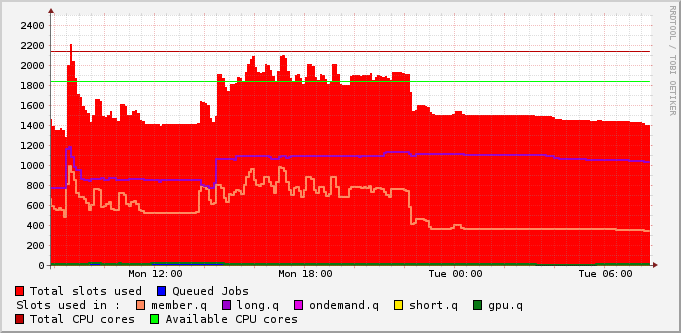 RRDTOOL / TOBI OETIKER
2400
2200
2000
1800
1600
1400
1200
1000
800
600
400
200
0
Mon 12:00 Mon 18:00 Tue 00:00 Tue 06:00
Total slots used Queued Jobs
Slots used in : member.q long.q ondemand.q short.q gpu.q
Total CPU cores Available CPU cores